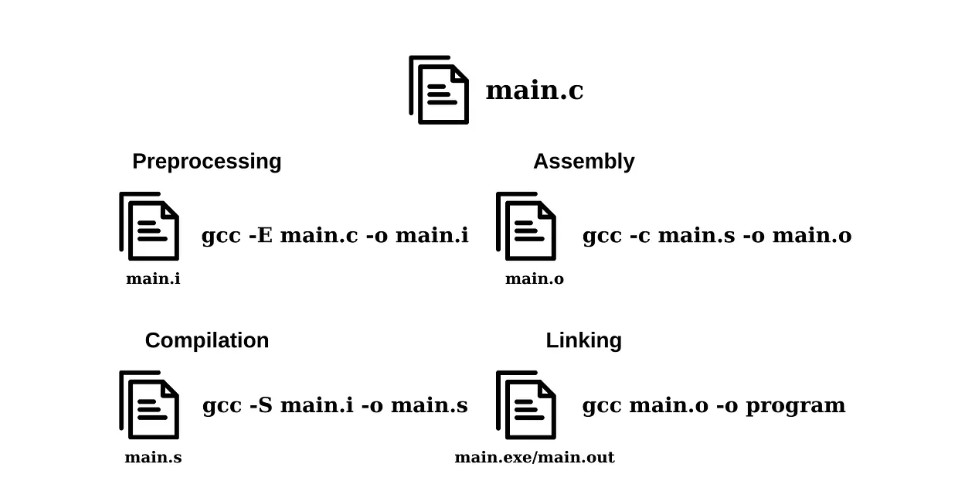 main.c
Preprocessing
gcc -E main.c -o main.i
main.i
Compilation
gcc -S main.i -o main.s
main.s
Assembly
gcc -c main.s -o main.o
main.o
Linking
gcc main.o -o program
main.exe/main.out